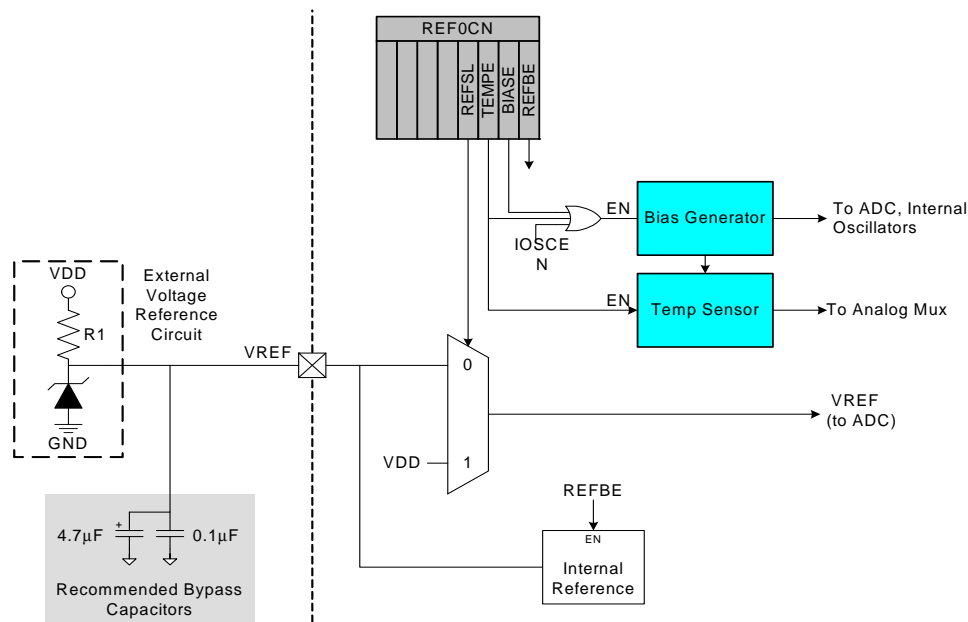 REF0CN
REFSL
TEMPE
BIASE
REFBE
EN
Bias Generator
To ADC, Internal
Oscillators
IOSCE
N
EN
Temp Sensor
To Analog Mux
VDD
External
Voltage
Reference
Circuit
R1
GND
VREF
0
VREF
(to ADC)
VDD
1
REFBE
EN
Internal
Reference
4.7μF
+
0.1μF
Recommended Bypass
Capacitors